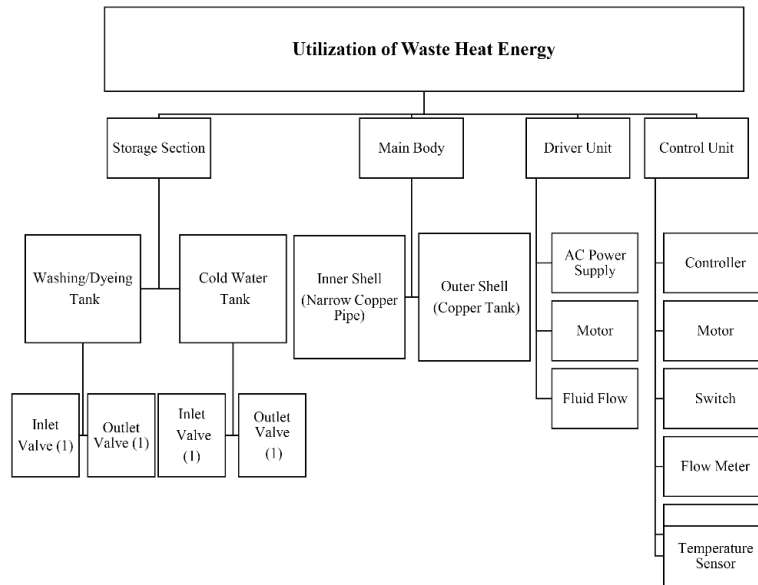 Utilization of Waste Heat Energy
Storage Section
Main Body
Driver Unit
Control Unit
Washing/Dyeing
Tank
Cold Water
Tank
Inner Shell
(Narrow Copper
Pipe)
Outer Shell
(Copper Tank)
AC Power
Supply
Controller
Motor
Motor
Inlet
Valve (1)
Outlet
Valve (1)
Inlet
Valve
(1)
Outlet
Valve
(1)
Fluid Flow
Switch
Flow Meter
Temperature
Sensor